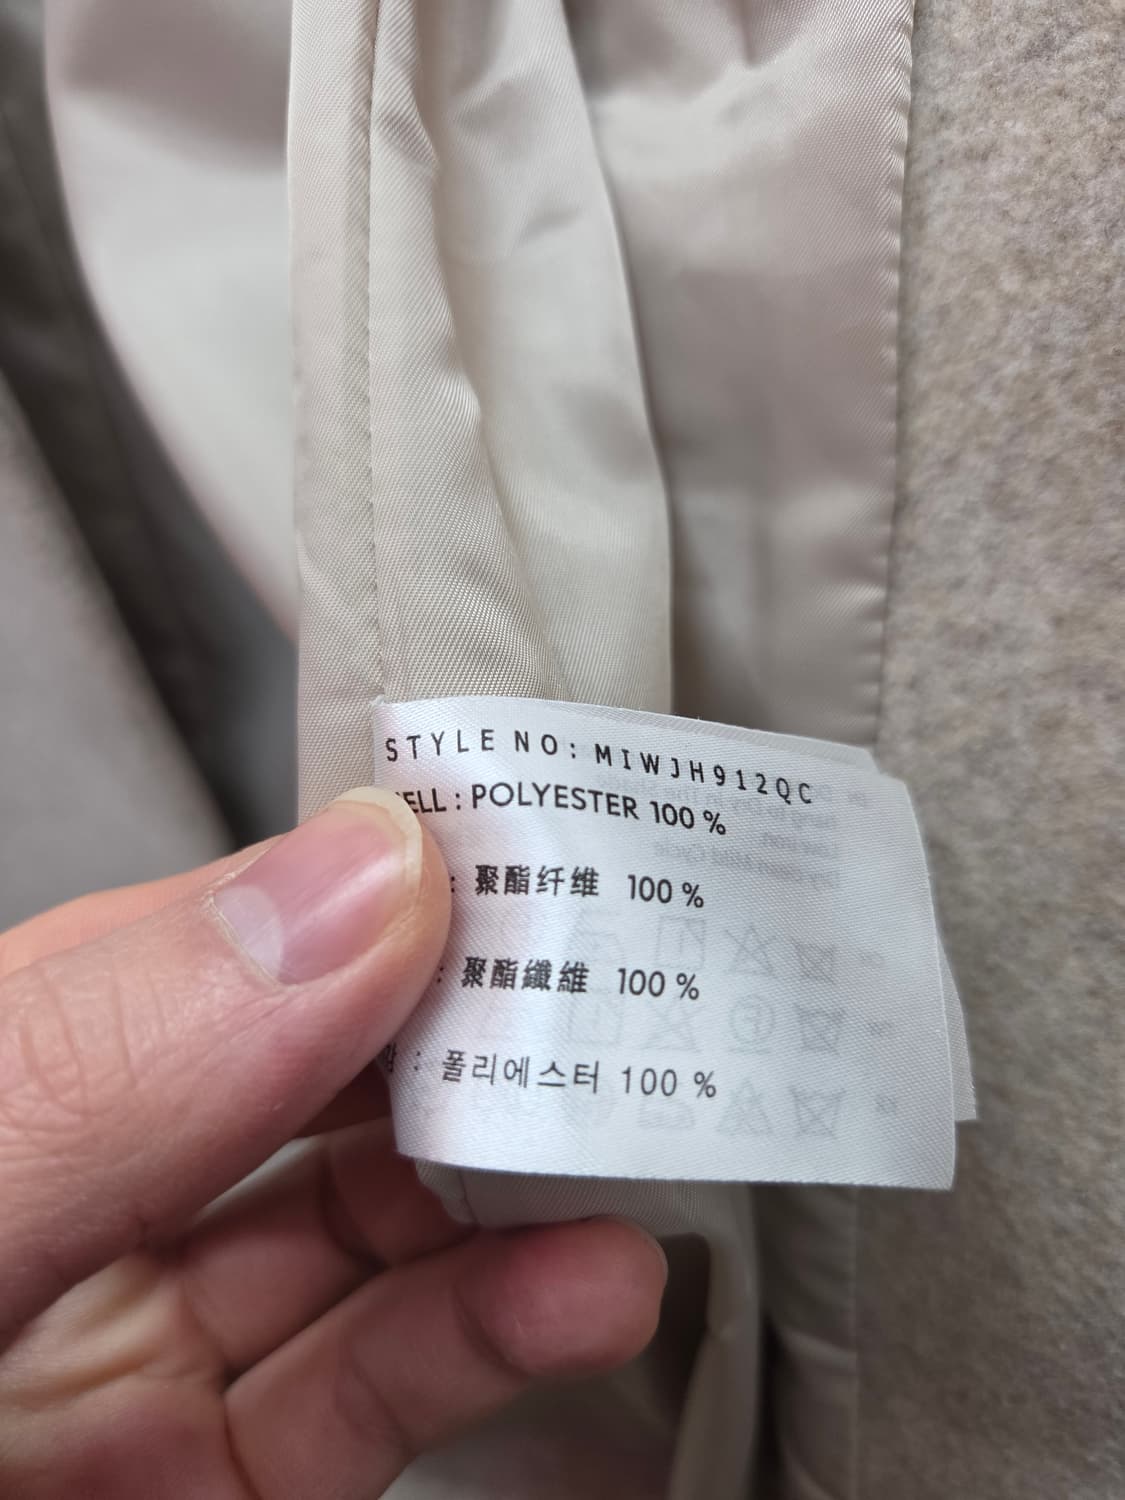 STYLE NO: MIWJH912QC
ELL : POLYESTER 100 %
: 聚酯纤维 100 %
: 聚酯纖維 100 %
: 폴리에스터 100 %